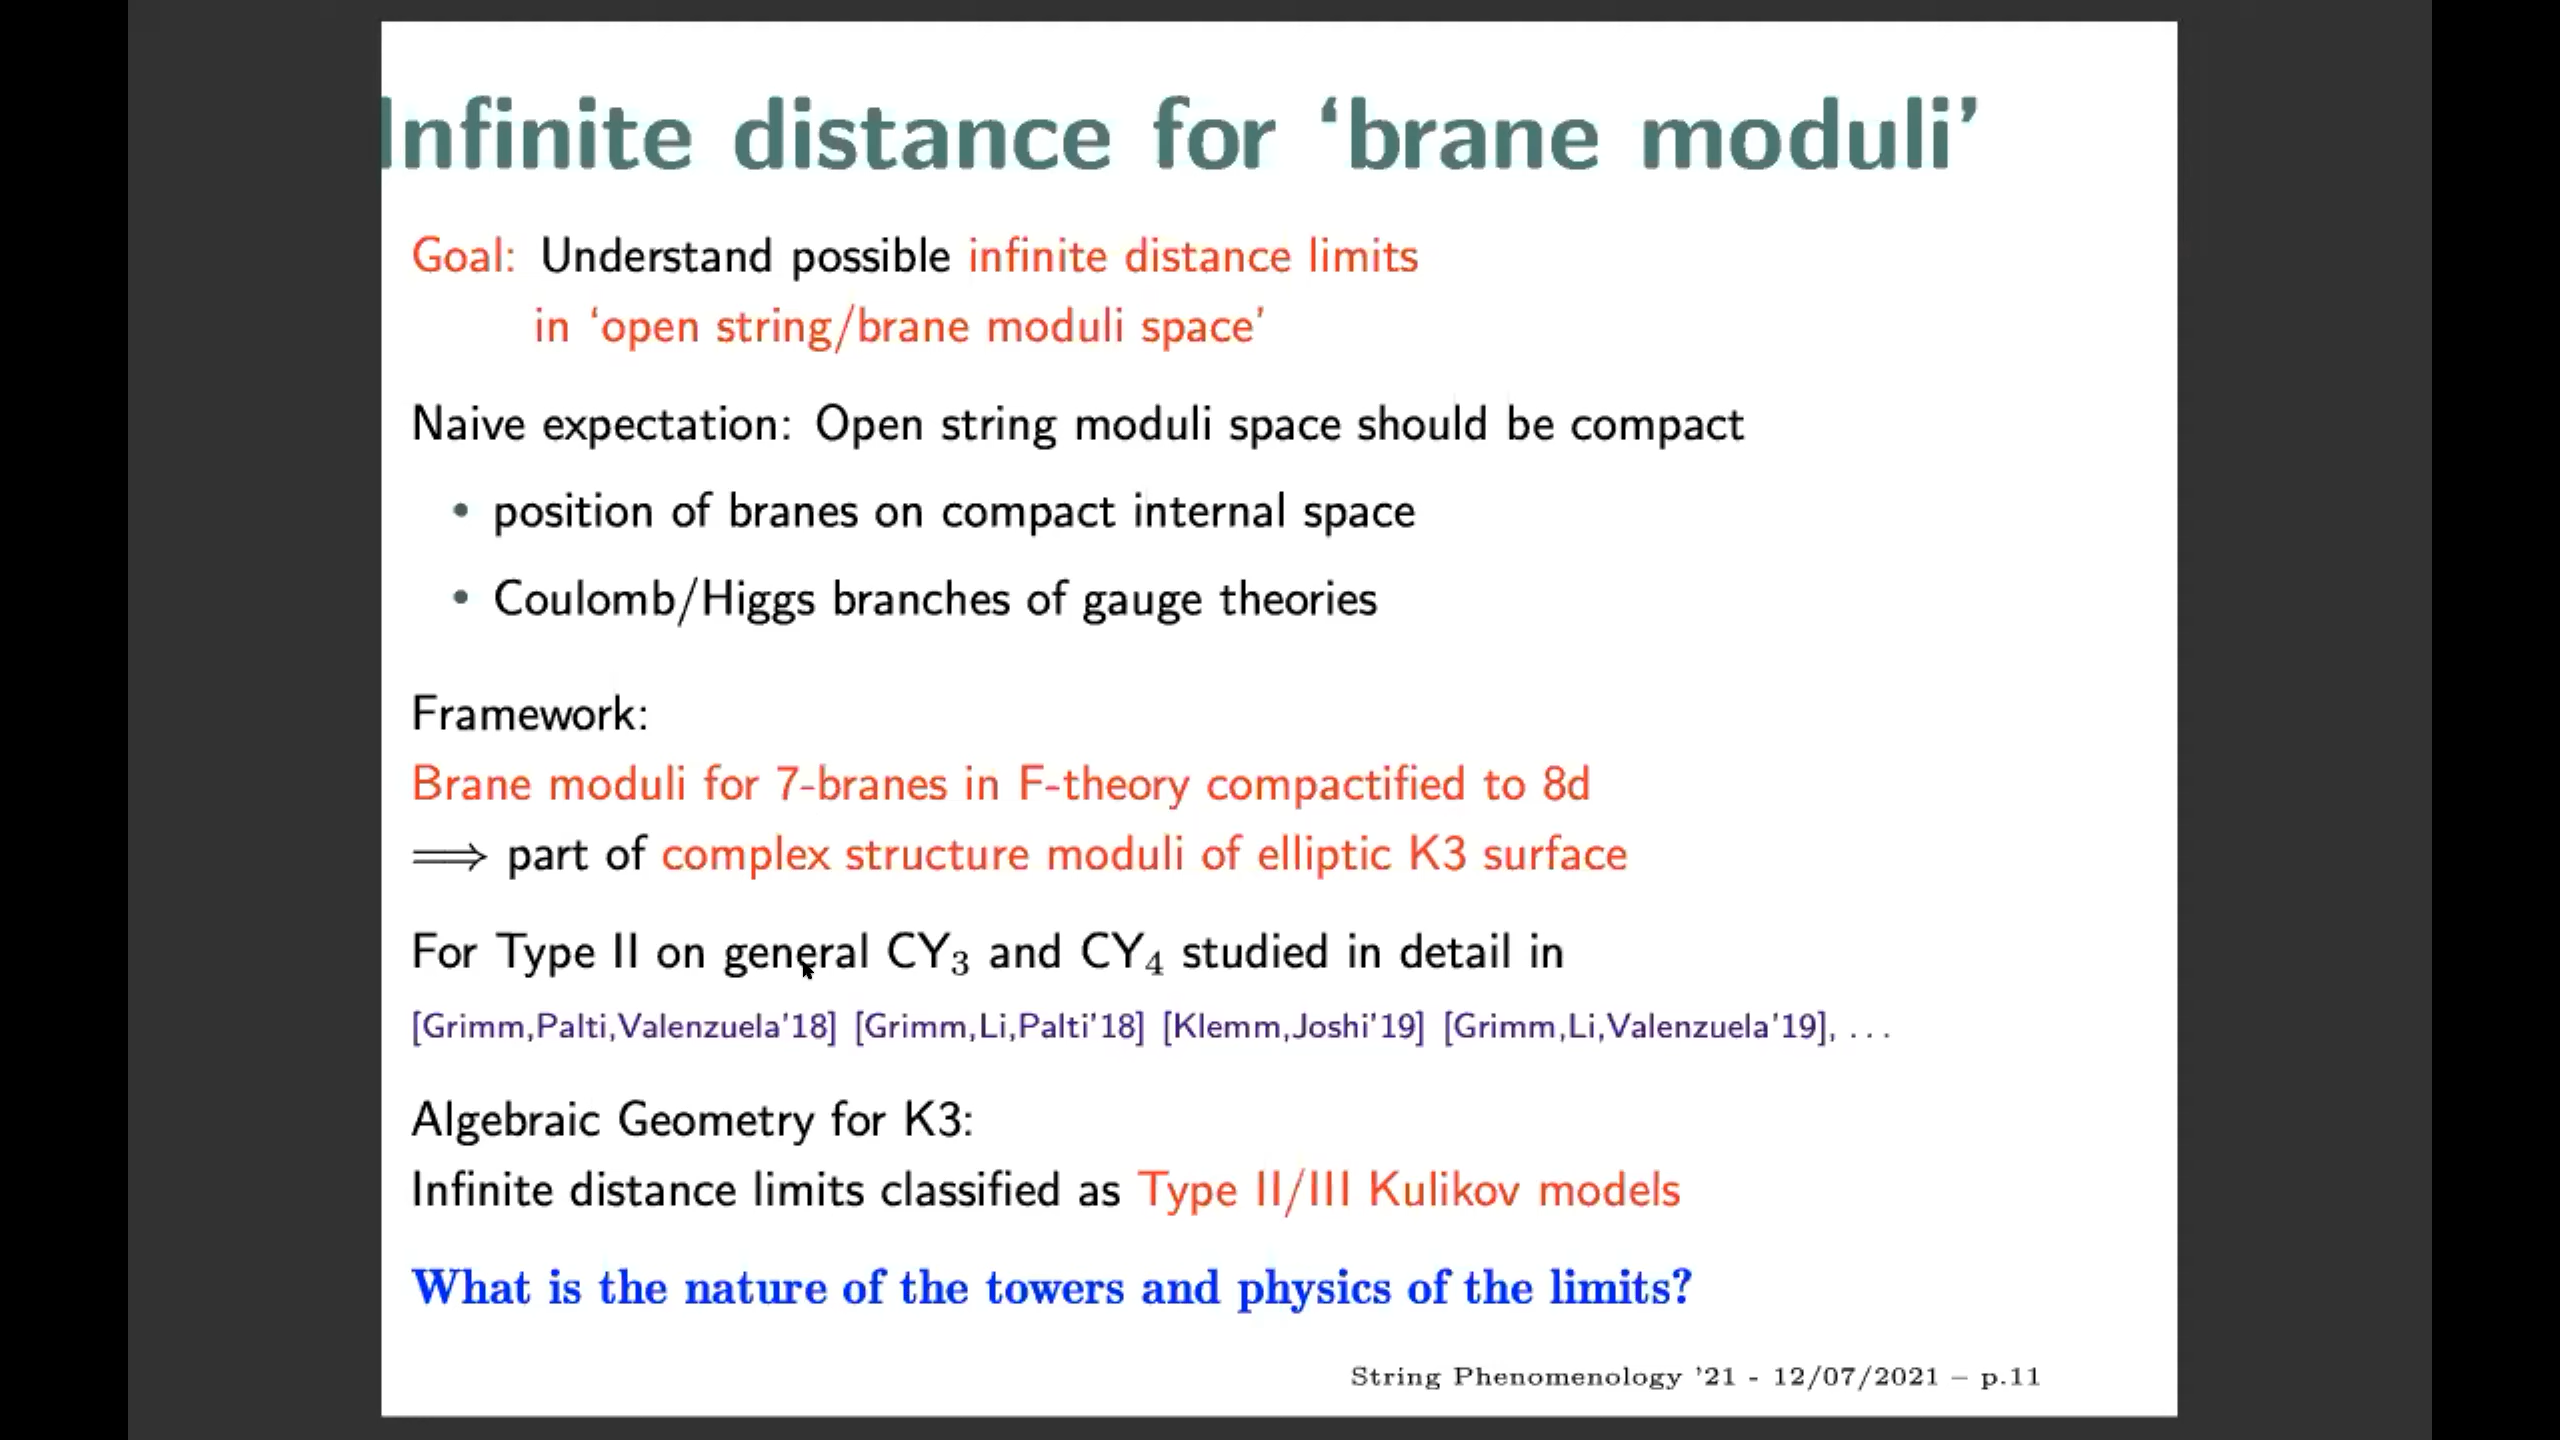 Infinite distance for ‘brane moduli’
Goal: Understand possible infinite distance limits
in ‘open string/brane moduli space’
Naive expectation: Open string moduli space should be compact
• position of branes on compact internal space
• Coulomb/Higgs branches of gauge theories
Framework:
Brane moduli for 7-branes in F-theory compactified to 8d
⟹ part of complex structure moduli of elliptic K3 surface
For Type II on general CY₃ and CY₄ studied in detail in
[Grimm,Palti,Valenzuela’18] [Grimm,Li,Palti’18] [Klemm,Joshi’19] [Grimm,Li,Valenzuela’19], ...
Algebraic Geometry for K3:
Infinite distance limits classified as Type II/III Kulikov models
What is the nature of the towers and physics of the limits?
String Phenomenology ’21 - 12/07/2021 – p.11